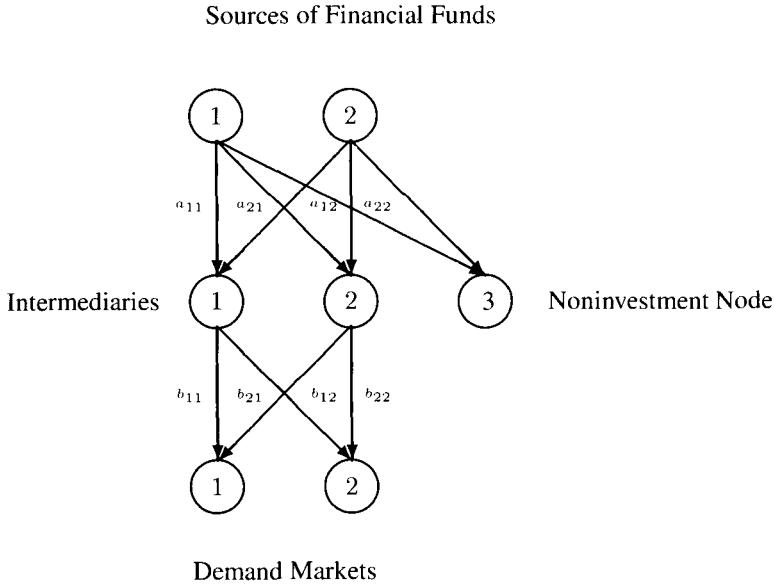 Sources of Financial Funds
1 2
a11 a21 a12 a22
Intermediaries 1 2 3 Noninvestment Node
b11 b21 b12 b22
1 2
Demand Markets